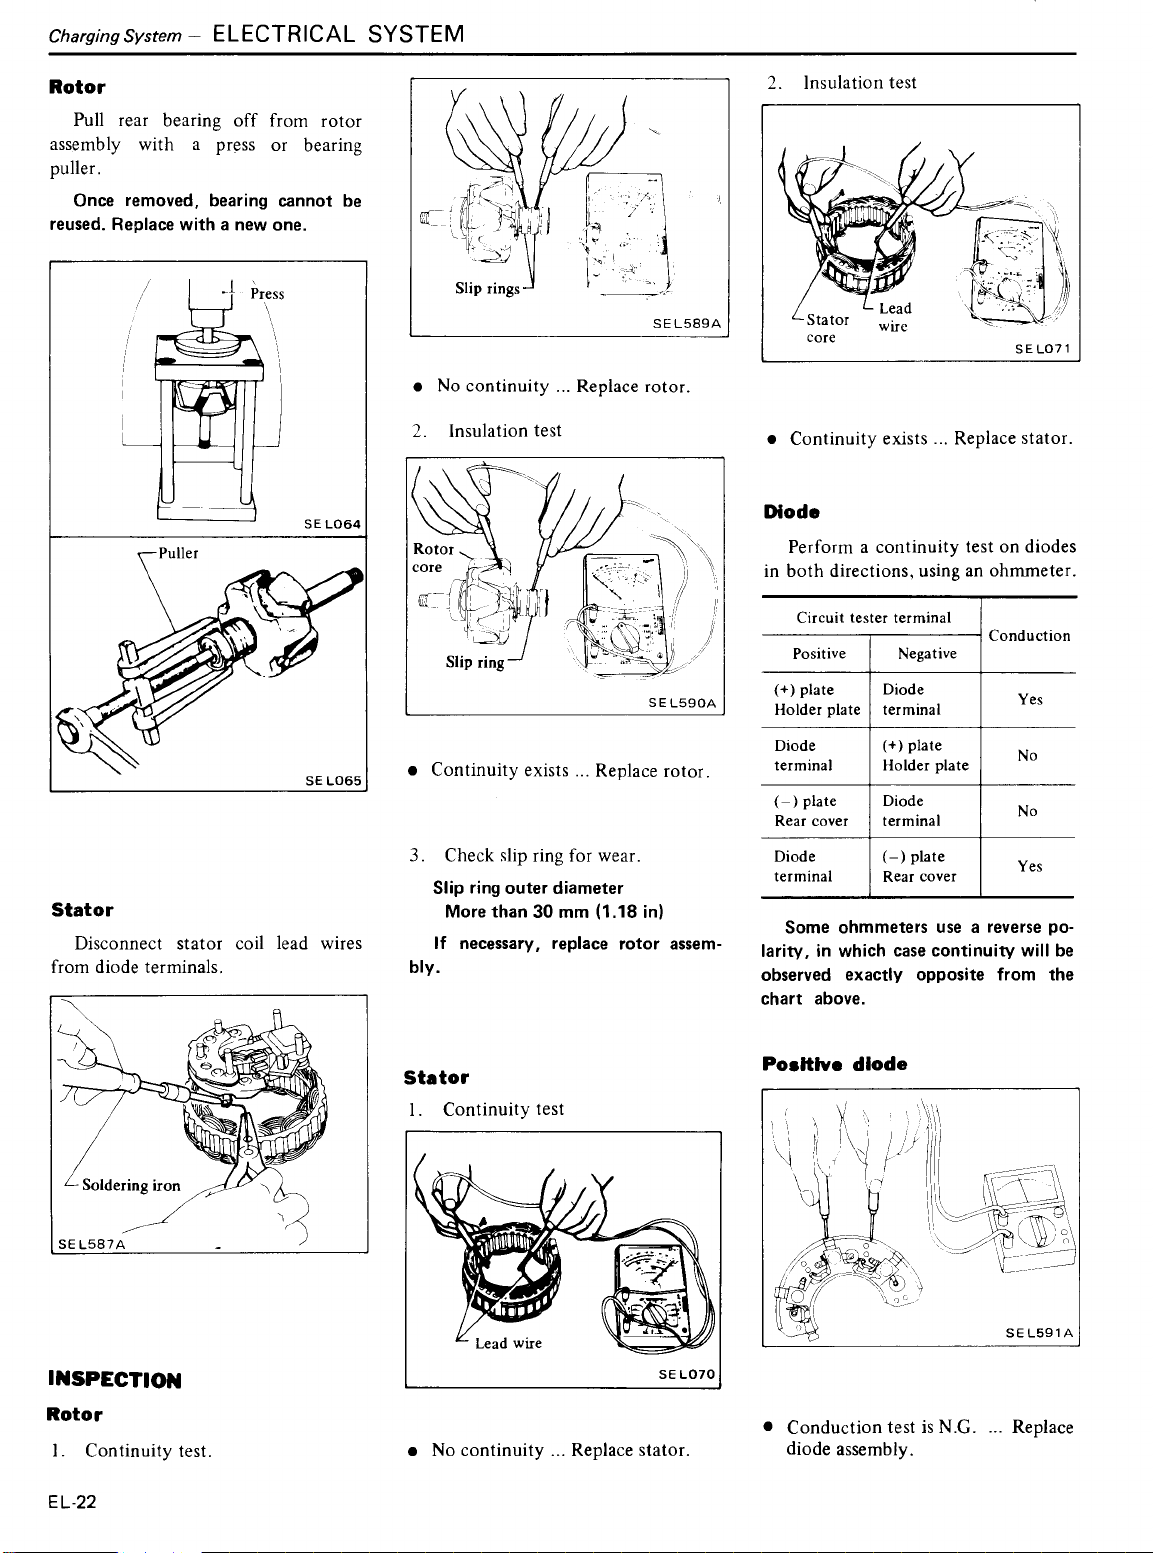 Charging System — ELECTRICAL SYSTEM
Rotor
Pull rear bearing off from rotor
assembly with a press or bearing
puller.
Once removed, bearing cannot be
reused. Replace with a new one.
Press
SEL064
Puller
SEL065
Stator
Disconnect stator coil lead wires
from diode terminals.
Soldering iron
SEL587A
INSPECTION
Rotor
1. Continuity test.
Slip rings
SEL589A
• No continuity ... Replace rotor.
2. Insulation test
Rotor
core
Slip ring
SEL590A
• Continuity exists ... Replace rotor.
3. Check slip ring for wear.
Slip ring outer diameter
More than 30 mm (1.18 in)
If necessary, replace rotor assem-
bly.
Stator
1. Continuity test
Lead wire
SEL070
• No continuity ... Replace stator.
2. Insulation test
Stator
core
Lead
wire
SEL071
• Continuity exists ... Replace stator.
Diode
Perform a continuity test on diodes
in both directions, using an ohmmeter.
Circuit tester terminal
Conduction
Positive Negative
(+) plate Diode
Holder plate terminal
Yes
Diode (+) plate
terminal Holder plate
No
(−) plate Diode
Rear cover terminal
No
Diode (−) plate
terminal Rear cover
Yes
Some ohmmeters use a reverse po-
larity, in which case continuity will be
observed exactly opposite from the
chart above.
Positive diode
SEL591A
• Conduction test is N.G. ... Replace
diode assembly.
EL-22